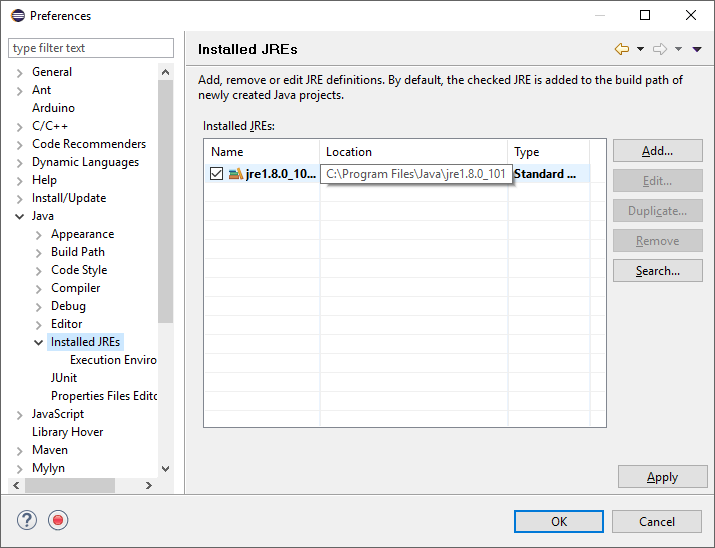 Preferences
type filter text
General
Ant
Arduino
C/C++
Code Recommenders
Dynamic Languages
Help
Install/Update
Java
Appearance
Build Path
Code Style
Compiler
Debug
Editor
Installed JREs
Execution Enviro
JUnit
Properties Files Edito
JavaScript
Library Hover
Maven
Mylyn
Installed JREs
Add, remove or edit JRE definitions. By default, the checked JRE is added to the build path of
newly created Java projects.
Installed JREs:
Name Location Type
jre1.8.0_10... C:\Program Files\Java\jre1.8.0_101 Standard ...
Add...
Edit...
Duplicate...
Remove
Search...
Apply
OK Cancel